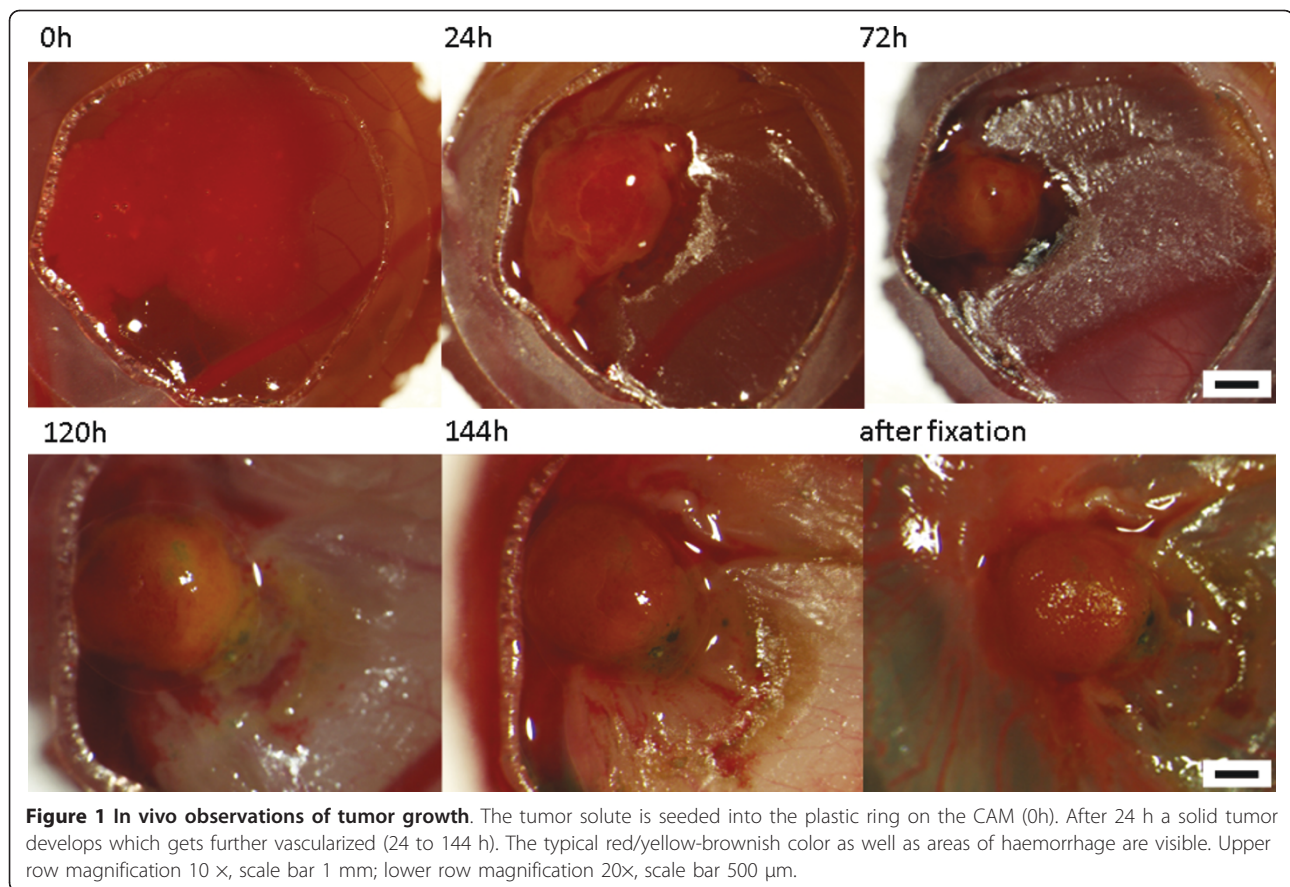 0h 24h 72h
120h 144h after fixation
Figure 1 In vivo observations of tumor growth. The tumor solute is seeded into the plastic ring on the CAM (0h). After 24 h a solid tumor
develops which gets further vascularized (24 to 144 h). The typical red/yellow-brownish color as well as areas of haemorrhage are visible. Upper
row magnification 10 ×, scale bar 1 mm; lower row magnification 20×, scale bar 500 μm.